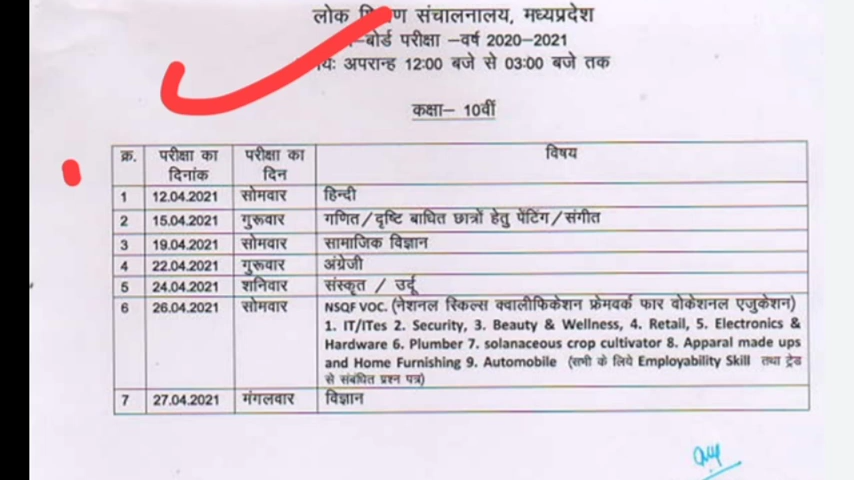 लोक शिक्षण संचालनालय, मध्यप्रदेश
–बोर्ड परीक्षा –वर्ष 2020–2021
अपरान्ह 12:00 बजे से 03:00 बजे तक
कक्षा– 10वीं
क्र. परीक्षा का दिनांक परीक्षा का दिन विषय
1 12.04.2021 सोमवार हिन्दी
2 15.04.2021 गुरूवार गणित/दृष्टि बाधित छात्रों हेतु पेंटिंग/संगीत
3 19.04.2021 सोमवार सामाजिक विज्ञान
4 22.04.2021 गुरूवार अंग्रेजी
5 24.04.2021 शनिवार संस्कृत / उर्दू
6 26.04.2021 सोमवार NSQF VOC. (नेशनल स्किल्स क्वालीफिकेशन फ्रेमवर्क फार वोकेशनल एजुकेशन)
1. IT/ITes 2. Security, 3. Beauty & Wellness, 4. Retail, 5. Electronics &
Hardware 6. Plumber 7. solanaceous crop cultivator 8. Apparal made ups
and Home Furnishing 9. Automobile (सभी के लिये Employability Skill तथा ट्रेड
से संबंधित प्रश्न पत्र)
7 27.04.2021 मंगलवार विज्ञान